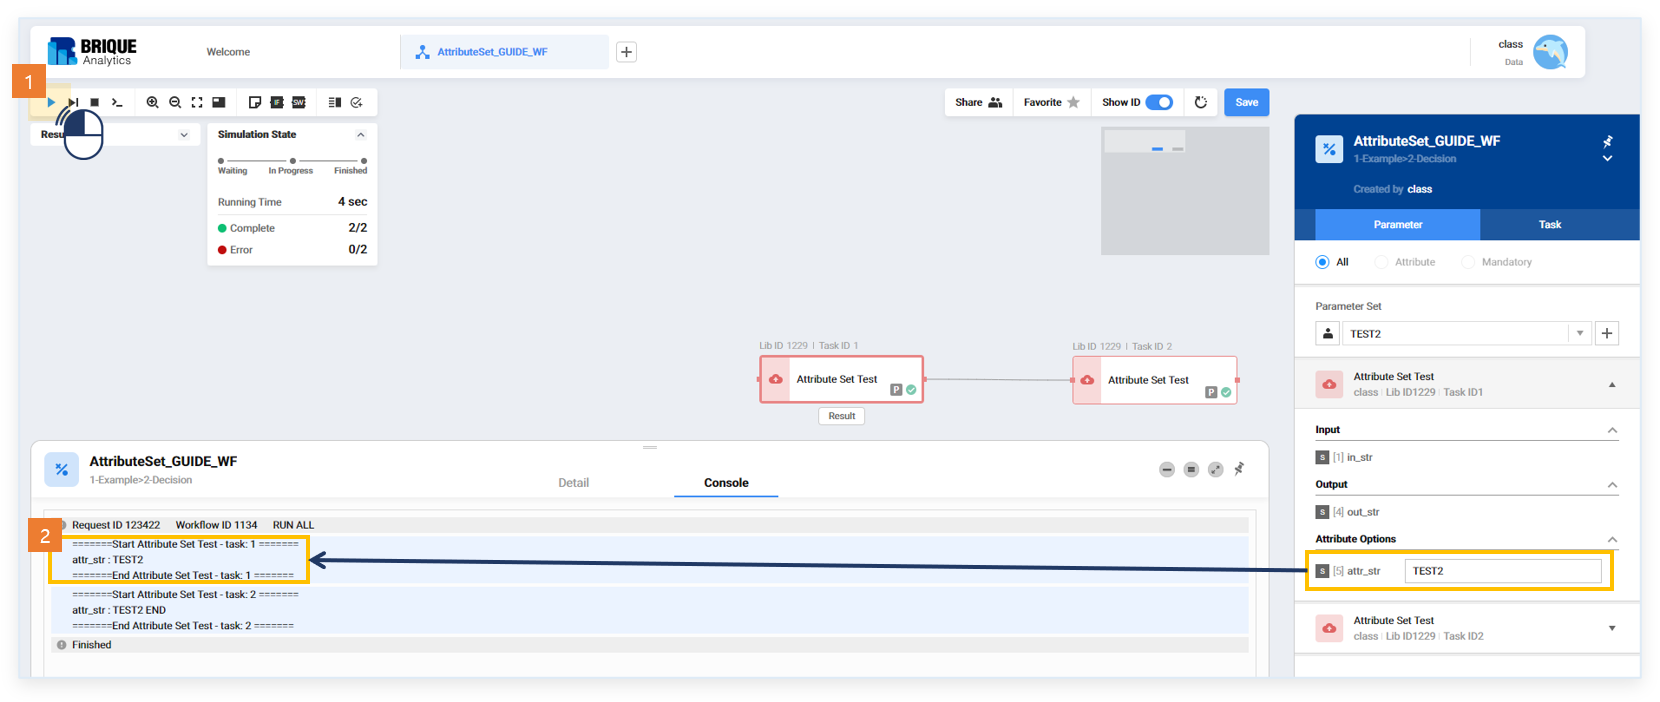 BRIQUE
Analytics
Welcome
AttributeSet_GUIDE_WF
class
Data
1
IF
SW
Share
Favorite
Show ID
Save
Simulation State
Waiting
In Progress
Finished
Running Time
4 sec
Complete
2/2
Error
0/2
Lib ID 1229 | Task ID 1
Attribute Set Test
P
Result
Lib ID 1229 | Task ID 2
Attribute Set Test
P
AttributeSet_GUIDE_WF
1-Example>2-Decision
Created by class
Parameter
Task
All
Attribute
Mandatory
Parameter Set
TEST2
Attribute Set Test
class | Lib ID1229 | Task ID1
Input
S [1] in_str
Output
S [4] out_str
Attribute Options
S [5] attr_str
TEST2
Attribute Set Test
class | Lib ID1229 | Task ID2
AttributeSet_GUIDE_WF
1-Example>2-Decision
Detail
Console
2
Request ID 123422 Workflow ID 1134 RUN ALL
=======Start Attribute Set Test - task: 1 =======
attr_str : TEST2
=======End Attribute Set Test - task: 1 =======
=======Start Attribute Set Test - task: 2 =======
attr_str : TEST2 END
=======End Attribute Set Test - task: 2 =======
Finished